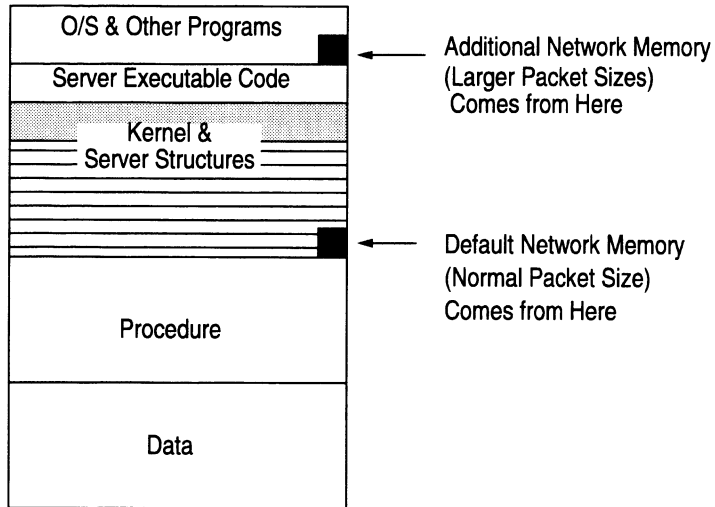 O/S & Other Programs
Server Executable Code
Kernel &
Server Structures
Procedure
Data
Additional Network Memory
(Larger Packet Sizes)
Comes from Here
Default Network Memory
(Normal Packet Size)
Comes from Here